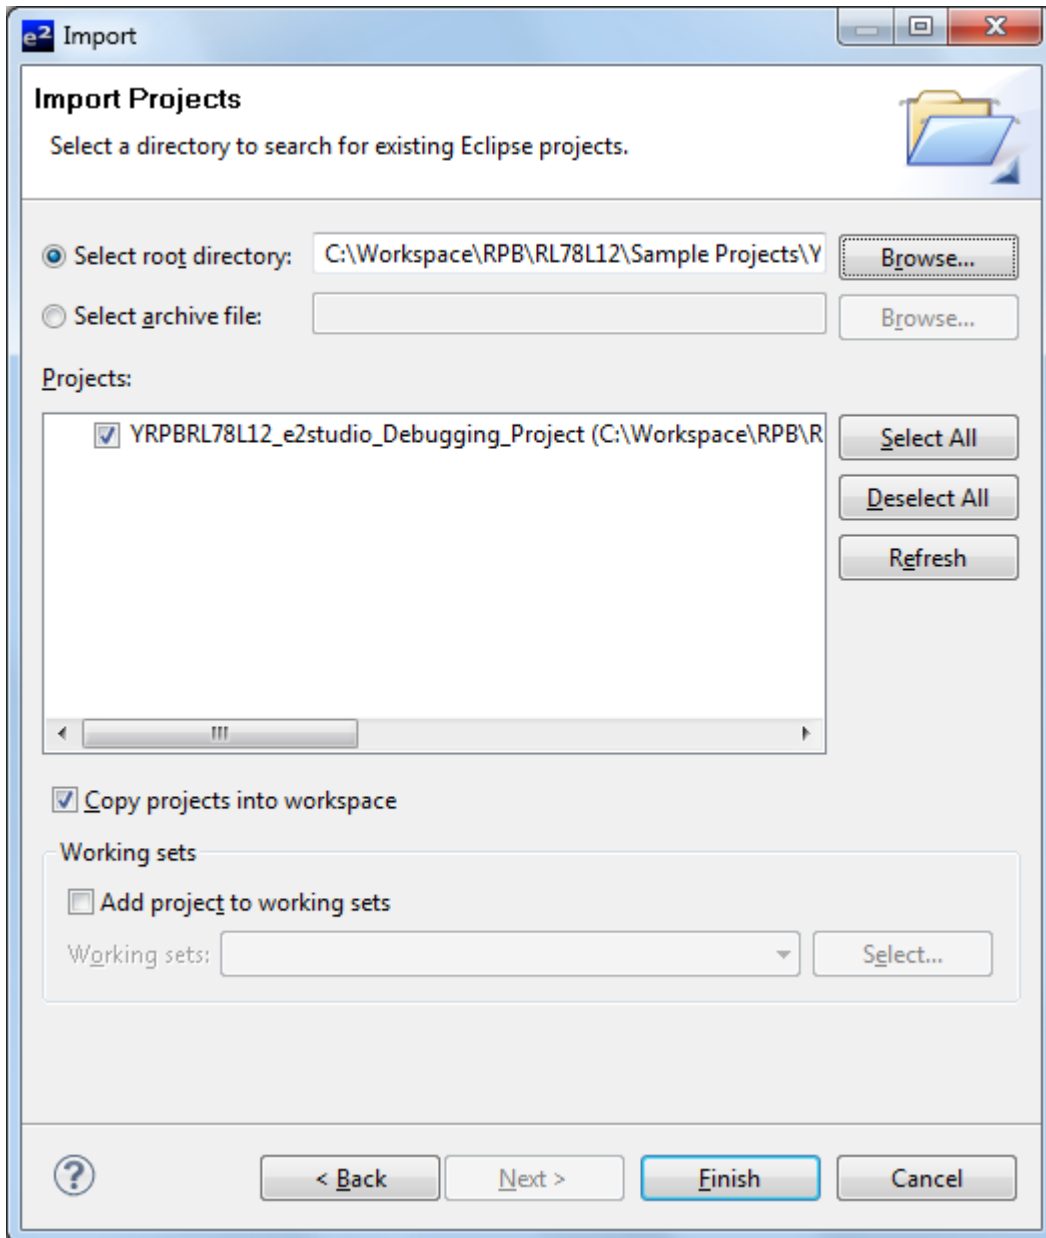 e² Import
Import Projects
Select a directory to search for existing Eclipse projects.
Select root directory: C:\Workspace\RPB\RL78L12\Sample Projects\Y Browse...
Select archive file: Browse...
Projects:
YRPBRL78L12_e2studio_Debugging_Project (C:\Workspace\RPB\R
Select All
Deselect All
Refresh
Copy projects into workspace
Working sets
Add project to working sets
Working sets: Select...
? < Back Next > Finish Cancel